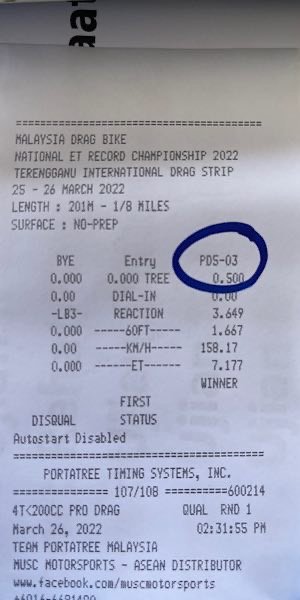 at
================================
MALAYSIA DRAG BIKE
NATIONAL ET RECORD CHAMPIONSHIP 2022
TERENGGANU INTERNATIONAL DRAG STRIP
25 - 26 MARCH 2022
LENGTH : 201M - 1/8 MILES
SURFACE : NO-PREP
BYE Entry PDS-03
0.000 0.000 TREE 0.500
0.00 DIAL-IN 0.00
-LB3- REACTION 3.649
0.000 -----60FT------ 1.667
0.00 -----KM/H----- 158.17
0.000 ------ET------ 7.177
WINNER
FIRST
DISQUAL STATUS
Autostart Disabled
================================
PORTATREE TIMING SYSTEMS, INC.
=============== 107/108 ==========600214
4T<200CC PRO DRAG QUAL RND 1
March 26, 2022 02:31:55 PM
TEAM PORTATREE MALAYSIA
MUSC MOTORSPORTS - ASEAN DISTRIBUTOR
www.facebook.com/muscmotorsports